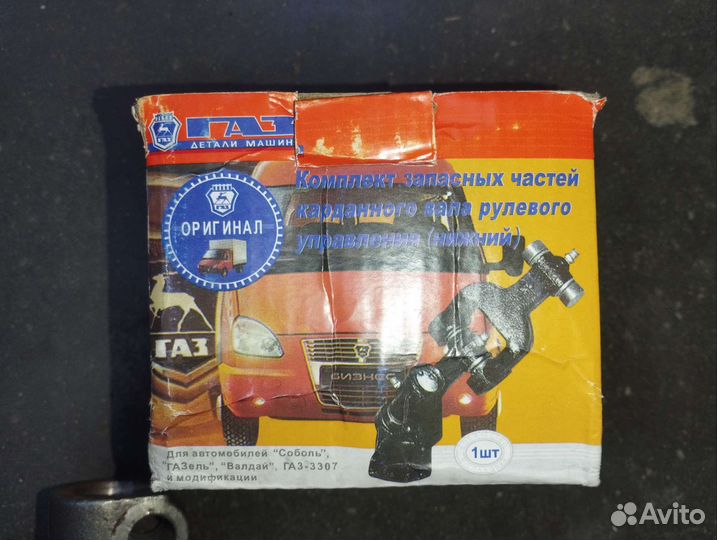 ГАЗ
ГАЗ
ДЕТАЛИ МАШИН
Комплект запасных частей
карданного вала рулевого
управления (нижний)
ОРИГИНАЛ
ГАЗ
БИЗНЕС
Для автомобилей "Соболь",
"ГАЗель", "Валдай", ГАЗ-3307
и модификации
1шт
Avito